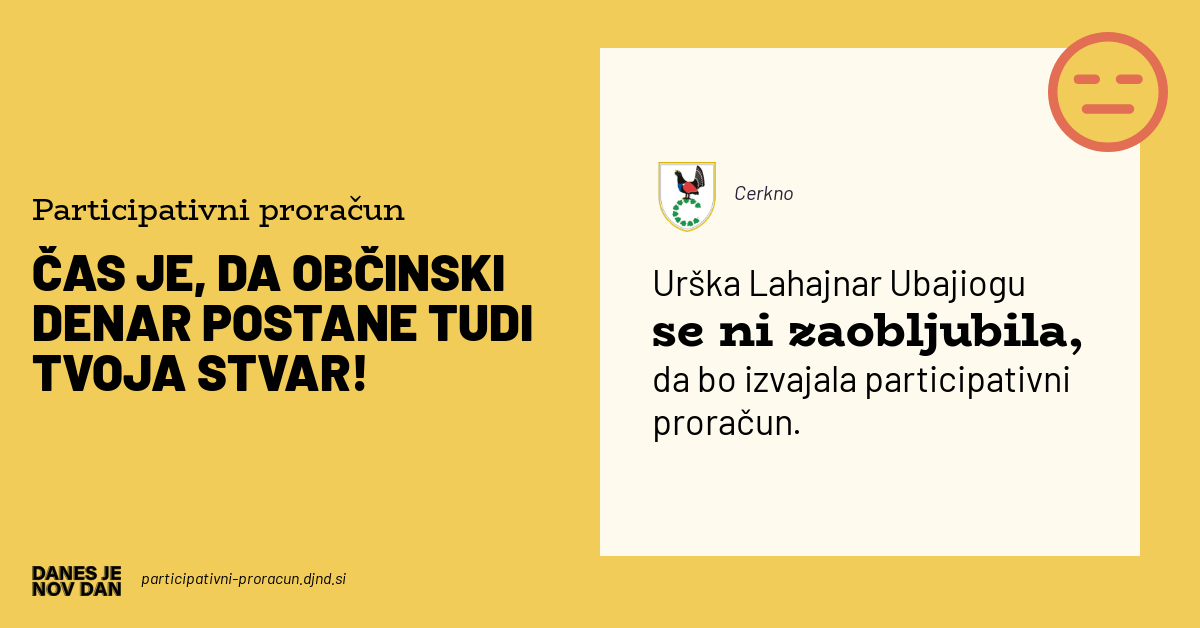 Participativni proračun
ČAS JE, DA OBČINSKI
DENAR POSTANE TUDI
TVOJA STVAR!
DANES JE
NOV DAN
participativni-proracun.djnd.si
Cerkno
Urška Lahajnar Ubajiogu
se ni zaobljubila,
da bo izvajala participativni
proračun.